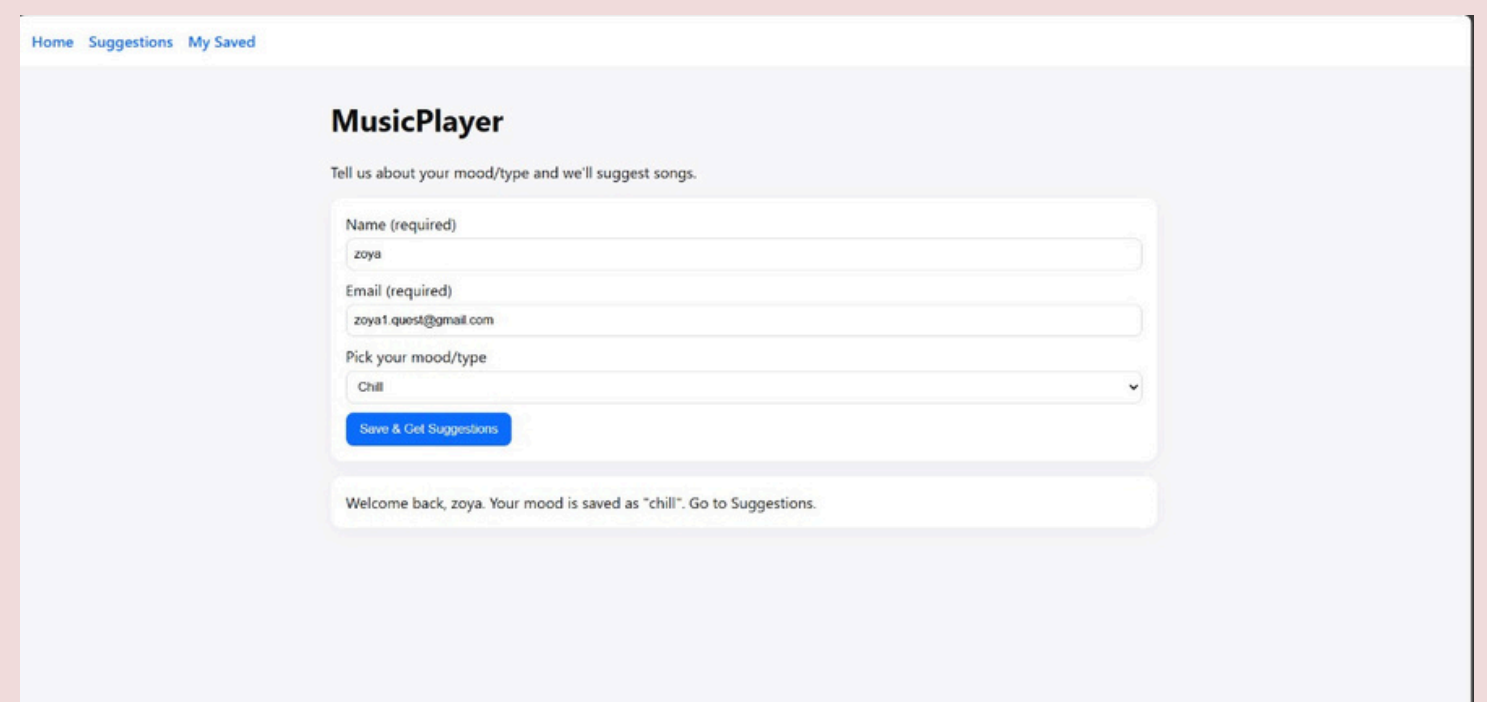 Home Suggestions My Saved
MusicPlayer
Tell us about your mood/type and we'll suggest songs.
Name (required)
zoya
Email (required)
zoya1.quest@gmail.com
Pick your mood/type
Chill
Save & Get Suggestions
Welcome back, zoya. Your mood is saved as "chill". Go to Suggestions.